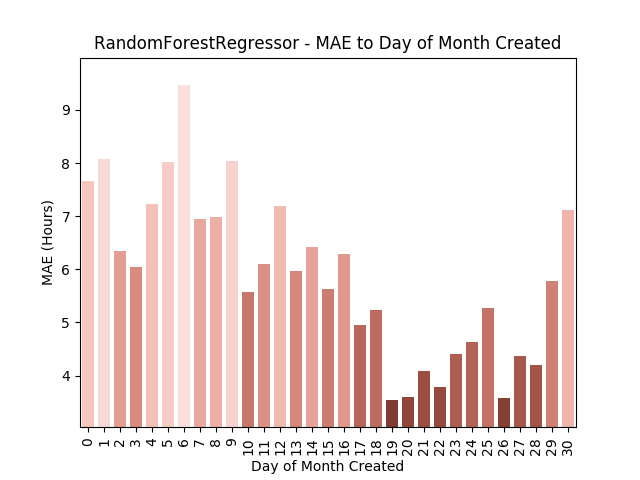 RandomForestRegressor - MAE to Day of Month Created
9
8
7
6
5
4
MAE (Hours)
0 1 2 3 4 5 6 7 8 9 10 11 12 13 14 15 16 17 18 19 20 21 22 23 24 25 26 27 28 29 30
Day of Month Created